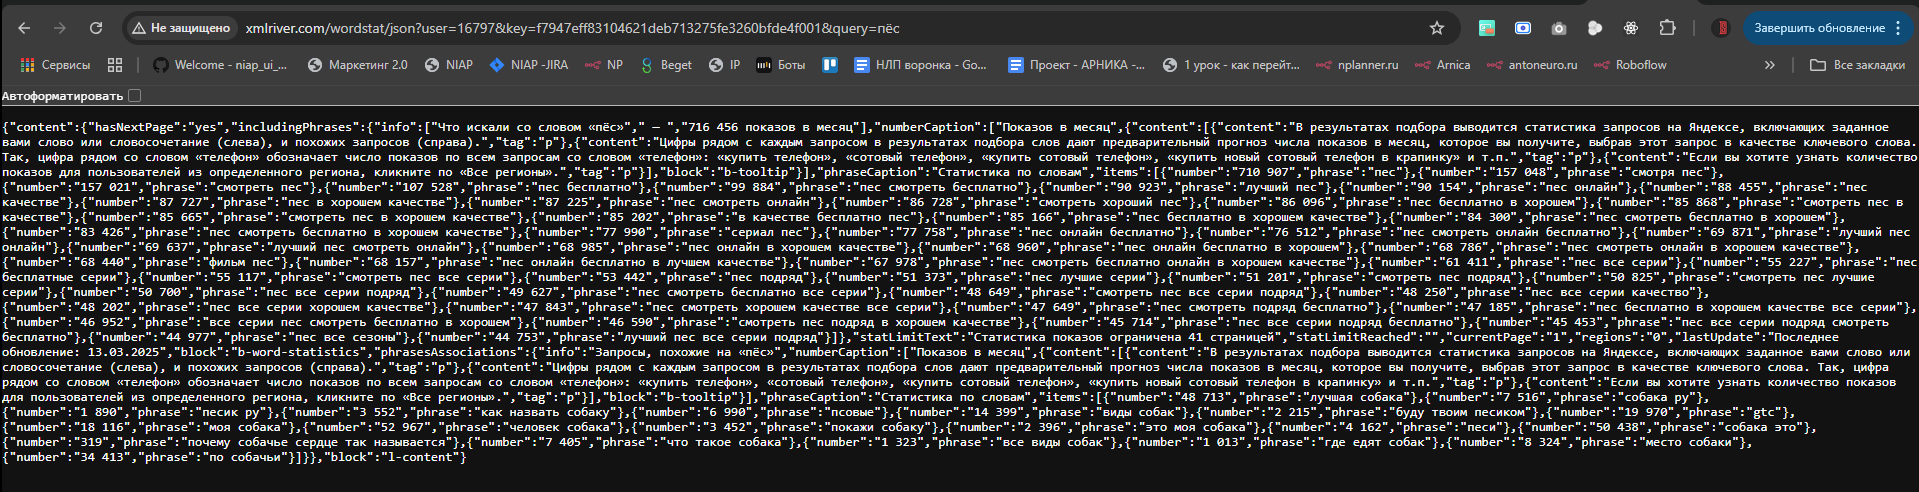 Не защищено xmlriver.com/wordstat/json?user=16797&key=f7947eff83104621deb713275fe3260bfde4f001&query=пёс Завершить обновление
Сервисы Welcome - niap_ui_... Маркетинг 2.0 NIAP NIAP -JIRA NP Beget IP Боты НЛП воронка - Go... Проект - АРНИКА -... 1 урок - как перейт... nplanner.ru Arnica antoneuro.ru Roboflow » Все закладки
Автоформатировать
{"content":{"hasNextPage":"yes","includingPhrases":{"info":["Что искали со словом «пёс»"," — ","716 456 показов в месяц"],"numberCaption":["Показов в месяц",{"content":[{"content":"В результатах подбора выводится статистика запросов на Яндексе, включающих заданное
вами слово или словосочетание (слева), и похожих запросов (справа).","tag":"p"},{"content":"Цифры рядом с каждым запросом в результатах подбора слов дают предварительный прогноз числа показов в месяц, которое вы получите, выбрав этот запрос в качестве ключевого слова.
Так, цифра рядом со словом «телефон» обозначает число показов по всем запросам со словом «телефон»: «купить телефон», «сотовый телефон», «купить сотовый телефон», «купить новый сотовый телефон в крапинку» и т.п.","tag":"p"},{"content":"Если вы хотите узнать количество
показов для пользователей из определенного региона, кликните по «Все регионы».","tag":"p"}],"block":"b-tooltip"}],"phraseCaption":"Статистика по словам","items":[{"number":"710 907","phrase":"пес"},{"number":"157 048","phrase":"смотря пес"},
{"number":"157 021","phrase":"смотреть пес"},{"number":"107 528","phrase":"пес бесплатно"},{"number":"99 884","phrase":"пес смотреть бесплатно"},{"number":"90 923","phrase":"лучший пес"},{"number":"90 154","phrase":"пес онлайн"},{"number":"88 455","phrase":"пес
качестве"},{"number":"87 727","phrase":"пес в хорошем качестве"},{"number":"87 225","phrase":"пес смотреть онлайн"},{"number":"86 728","phrase":"смотреть хороший пес"},{"number":"86 096","phrase":"пес бесплатно в хорошем"},{"number":"85 868","phrase":"смотреть пес в
качестве"},{"number":"85 665","phrase":"смотреть пес в хорошем качестве"},{"number":"85 202","phrase":"в качестве бесплатно пес"},{"number":"85 166","phrase":"пес бесплатно в хорошем качестве"},{"number":"84 300","phrase":"пес смотреть бесплатно в хорошем"},
{"number":"83 426","phrase":"пес смотреть бесплатно в хорошем качестве"},{"number":"77 990","phrase":"сериал пес"},{"number":"77 758","phrase":"пес онлайн бесплатно"},{"number":"76 512","phrase":"пес смотреть онлайн бесплатно"},{"number":"69 871","phrase":"лучший пес
онлайн"},{"number":"69 637","phrase":"лучший пес смотреть онлайн"},{"number":"68 985","phrase":"пес онлайн в хорошем качестве"},{"number":"68 960","phrase":"пес онлайн бесплатно в хорошем"},{"number":"68 786","phrase":"пес смотреть онлайн в хорошем качестве"},
{"number":"68 440","phrase":"фильм пес"},{"number":"68 157","phrase":"пес онлайн бесплатно в лучшем качестве"},{"number":"67 978","phrase":"пес смотреть бесплатно онлайн в хорошем качестве"},{"number":"61 411","phrase":"пес все серии"},{"number":"55 227","phrase":"пес
бесплатные серии"},{"number":"55 117","phrase":"смотреть пес все серии"},{"number":"53 442","phrase":"пес подряд"},{"number":"51 373","phrase":"пес лучшие серии"},{"number":"51 201","phrase":"смотреть пес подряд"},{"number":"50 825","phrase":"смотреть пес лучшие
серии"},{"number":"50 700","phrase":"пес все серии подряд"},{"number":"49 627","phrase":"пес смотреть бесплатно все серии"},{"number":"48 649","phrase":"смотреть пес все серии подряд"},{"number":"48 250","phrase":"пес все серии качество"},
{"number":"48 202","phrase":"пес все серии хорошем качестве"},{"number":"47 843","phrase":"пес смотреть хорошем качестве все серии"},{"number":"47 649","phrase":"пес смотреть подряд"},{"number":"47 185","phrase":"пес бесплатно в хорошем качестве все серии"},
{"number":"46 952","phrase":"все серии пес смотреть бесплатно в хорошем"},{"number":"46 590","phrase":"смотреть пес подряд в хорошем качестве"},{"number":"45 714","phrase":"пес все серии подряд бесплатно"},{"number":"45 453","phrase":"пес все серии подряд смотреть
бесплатно"},{"number":"44 977","phrase":"пес все сезоны"},{"number":"44 753","phrase":"лучший пес все серии подряд"}]},"statLimitText":"Статистика показов ограничена 41 страницей","statLimitReached":"","currentPage":"1","regions":"0","lastUpdate":"Последнее
обновление: 13.03.2025","block":"b-word-statistics","phrasesAssociations":{"info":"Запросы, похожие на «пёс»","numberCaption":["Показов в месяц",{"content":[{"content":"В результатах подбора выводится статистика запросов на Яндексе, включающих заданное вами слово или
словосочетание (слева), и похожих запросов (справа).","tag":"p"},{"content":"Цифры рядом с каждым запросом в результатах подбора слов дают предварительный прогноз числа показов в месяц, которое вы получите, выбрав этот запрос в качестве ключевого слова. Так, цифра
рядом со словом «телефон» обозначает число показов по всем запросам со словом «телефон»: «купить телефон», «сотовый телефон», «купить сотовый телефон», «купить новый сотовый телефон в крапинку» и т.п.","tag":"p"},{"content":"Если вы хотите узнать количество показов
для пользователей из определенного региона, кликните по «Все регионы».","tag":"p"}],"block":"b-tooltip"}],"phraseCaption":"Статистика по словам","items":[{"number":"48 713","phrase":"лучшая собака"},{"number":"7 516","phrase":"собака ру"},
{"number":"1 890","phrase":"песик ру"},{"number":"3 552","phrase":"как назвать собаку"},{"number":"6 990","phrase":"псовые"},{"number":"14 399","phrase":"виды собак"},{"number":"2 215","phrase":"буду твоим песиком"},{"number":"19 970","phrase":"gtc"},
{"number":"18 116","phrase":"моя собака"},{"number":"52 967","phrase":"человек собака"},{"number":"3 452","phrase":"покажи собаку"},{"number":"2 396","phrase":"это моя собака"},{"number":"4 162","phrase":"песи"},{"number":"50 438","phrase":"собака это"},
{"number":"319","phrase":"почему собачье сердце так называется"},{"number":"7 405","phrase":"что такое собака"},{"number":"1 323","phrase":"все виды собак"},{"number":"1 013","phrase":"где едят собак"},{"number":"8 324","phrase":"место собаки"},
{"number":"34 413","phrase":"по собачьи"}]}},"block":"l-content"}